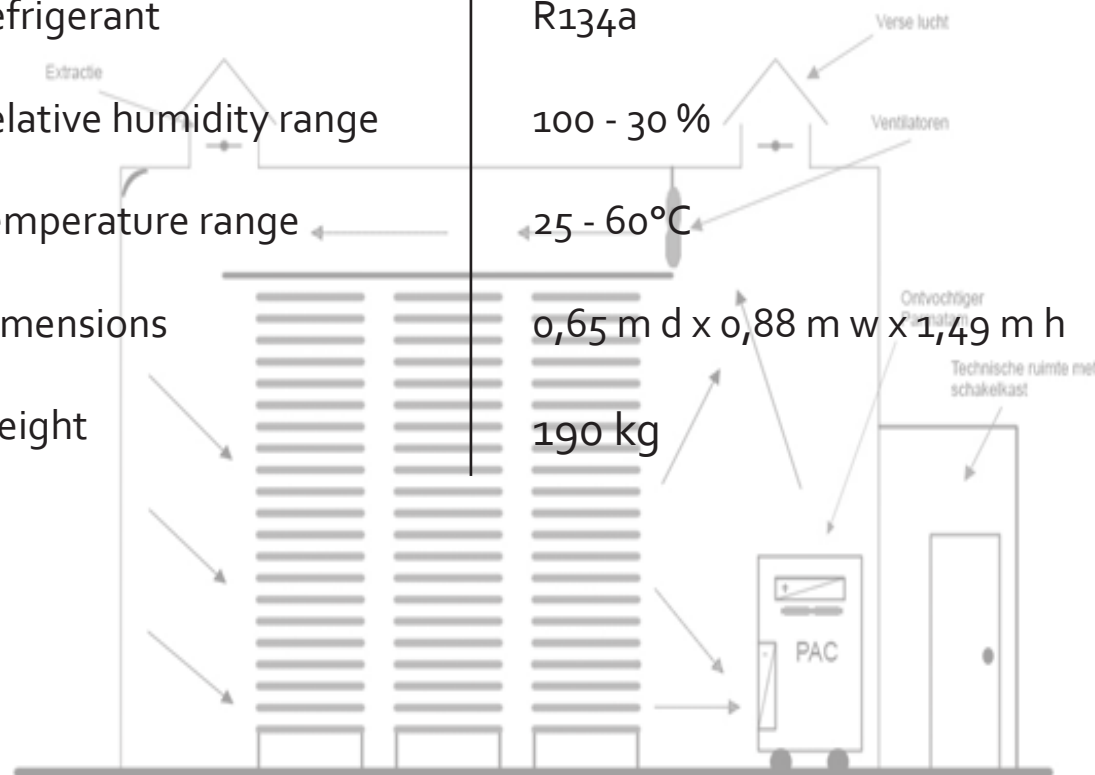 efrigerant R134a
Verse lucht
Extractie
elative humidity range 100 - 30 %
Ventilatoren
emperature range 25 - 60°C
Ontvochtiger
mensions 0,65 m d x 0,88 m w x 1,49 m h
Technische ruimte met
schakelkast
eight 190 kg
PAC